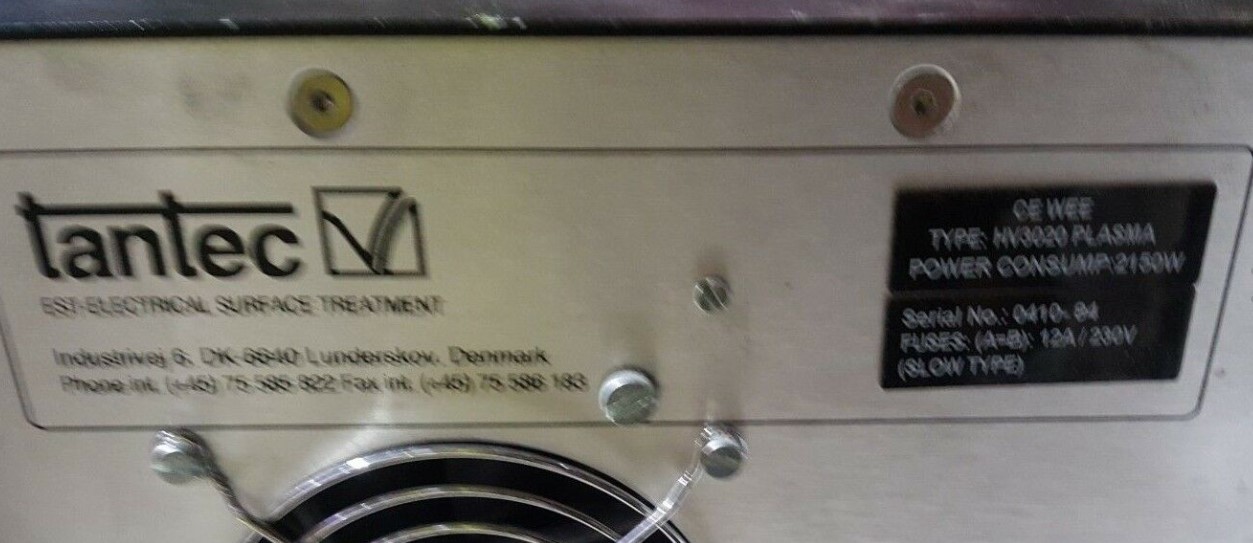 tantec
EST-ELECTRICAL SURFACE TREATMENT
Industrivej 6. DK-6640 Lunderskov. Denmark
Phone int. (+45) 75 585 822 Fax int. (+45) 75 586 183
CE WEE
TYPE: HV3020 PLASMA
POWER CONSUMP:2150W
Serial No.: 0410- 84
FUSES: (A=B): 12A / 230V
(SLOW TYPE)